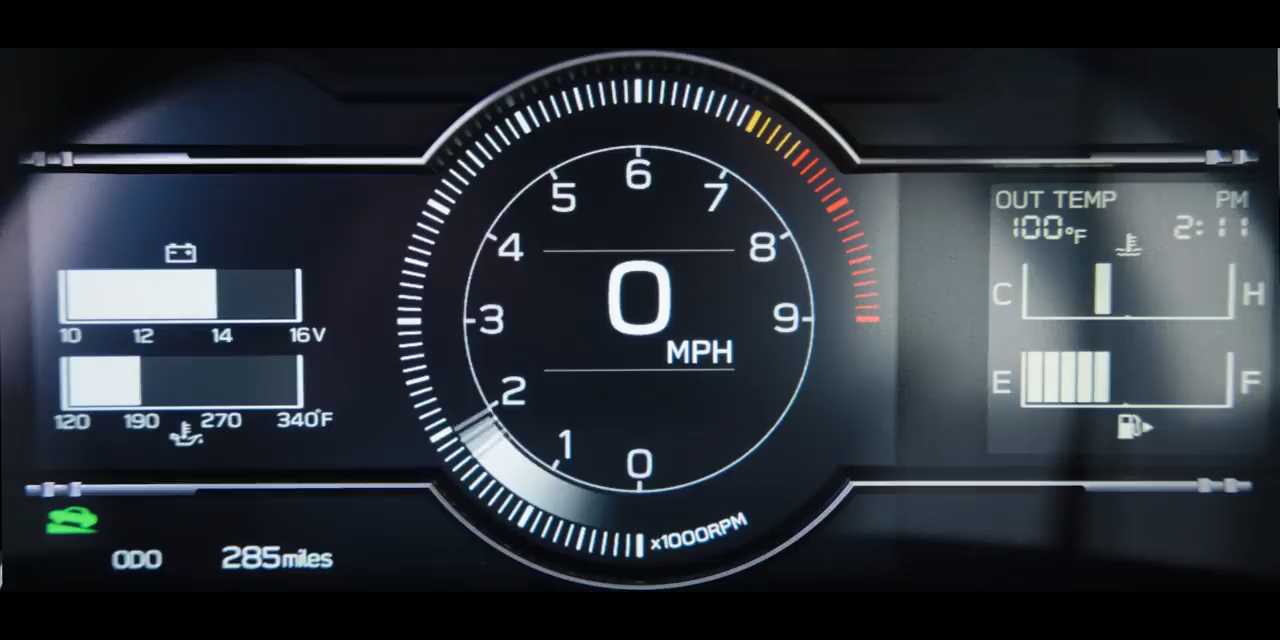 10 12 14 16V
120 190 270 340°F
ODO 285miles
0
1
2
3
4
5
6
7
8
9
0
MPH
x1000RPM
OUT TEMP PM
100°F 2:11
C H
E F